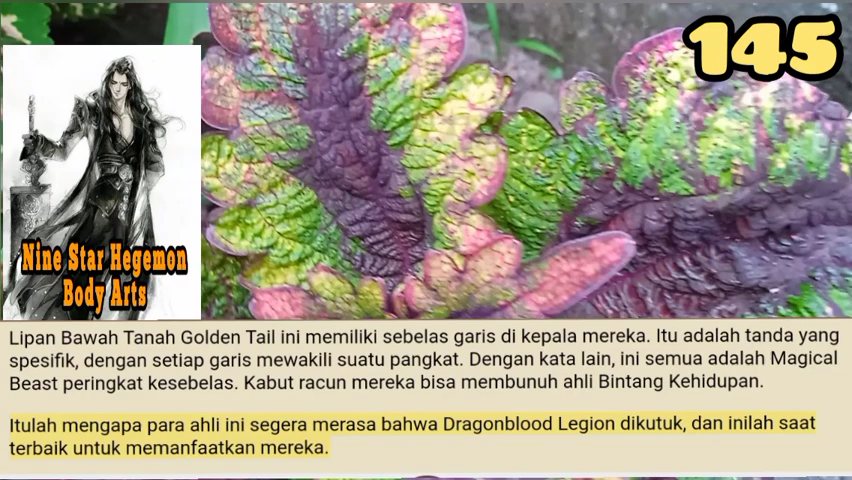 145
Nine Star Hegemon
Body Arts
Lipan Bawah Tanah Golden Tail ini memiliki sebelas garis di kepala mereka. Itu adalah tanda yang
spesifik, dengan setiap garis mewakili suatu pangkat. Dengan kata lain, ini semua adalah Magical
Beast peringkat kesebelas. Kabut racun mereka bisa membunuh ahli Bintang Kehidupan.
Itulah mengapa para ahli ini segera merasa bahwa Dragonblood Legion dikutuk, dan inilah saat
terbaik untuk memanfaatkan mereka.